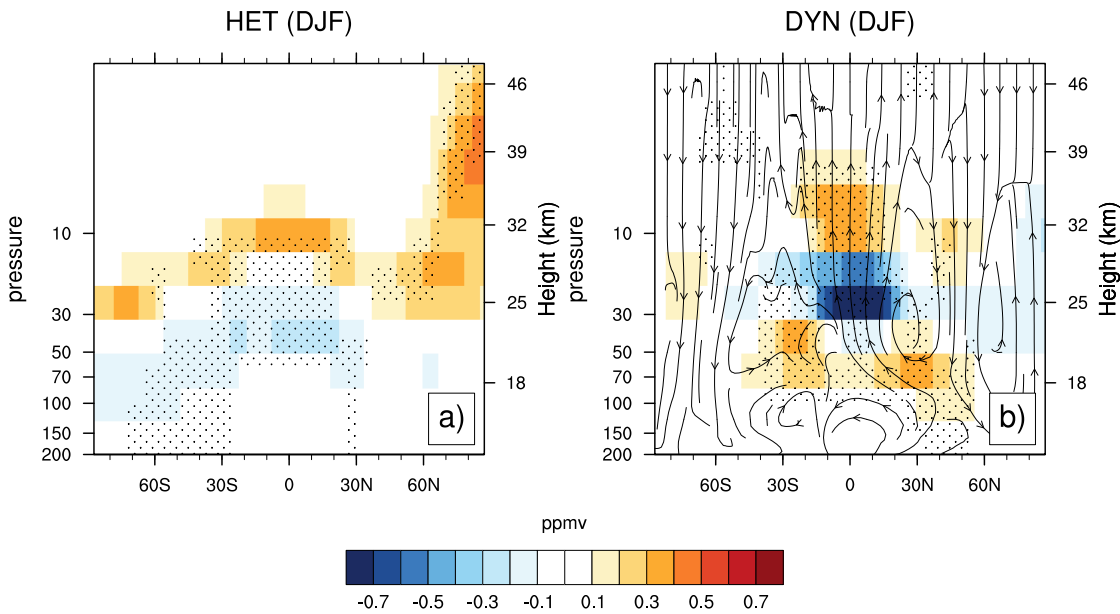 HET (DJF)
DYN (DJF)
pressure
10
30
50
70
100
150
200
46
39
32
25
18
Height (km)
60S 30S 0 30N 60N
a)
pressure
10
30
50
70
100
150
200
46
39
32
25
18
Height (km)
60S 30S 0 30N 60N
b)
ppmv
-0.7 -0.5 -0.3 -0.1 0.1 0.3 0.5 0.7